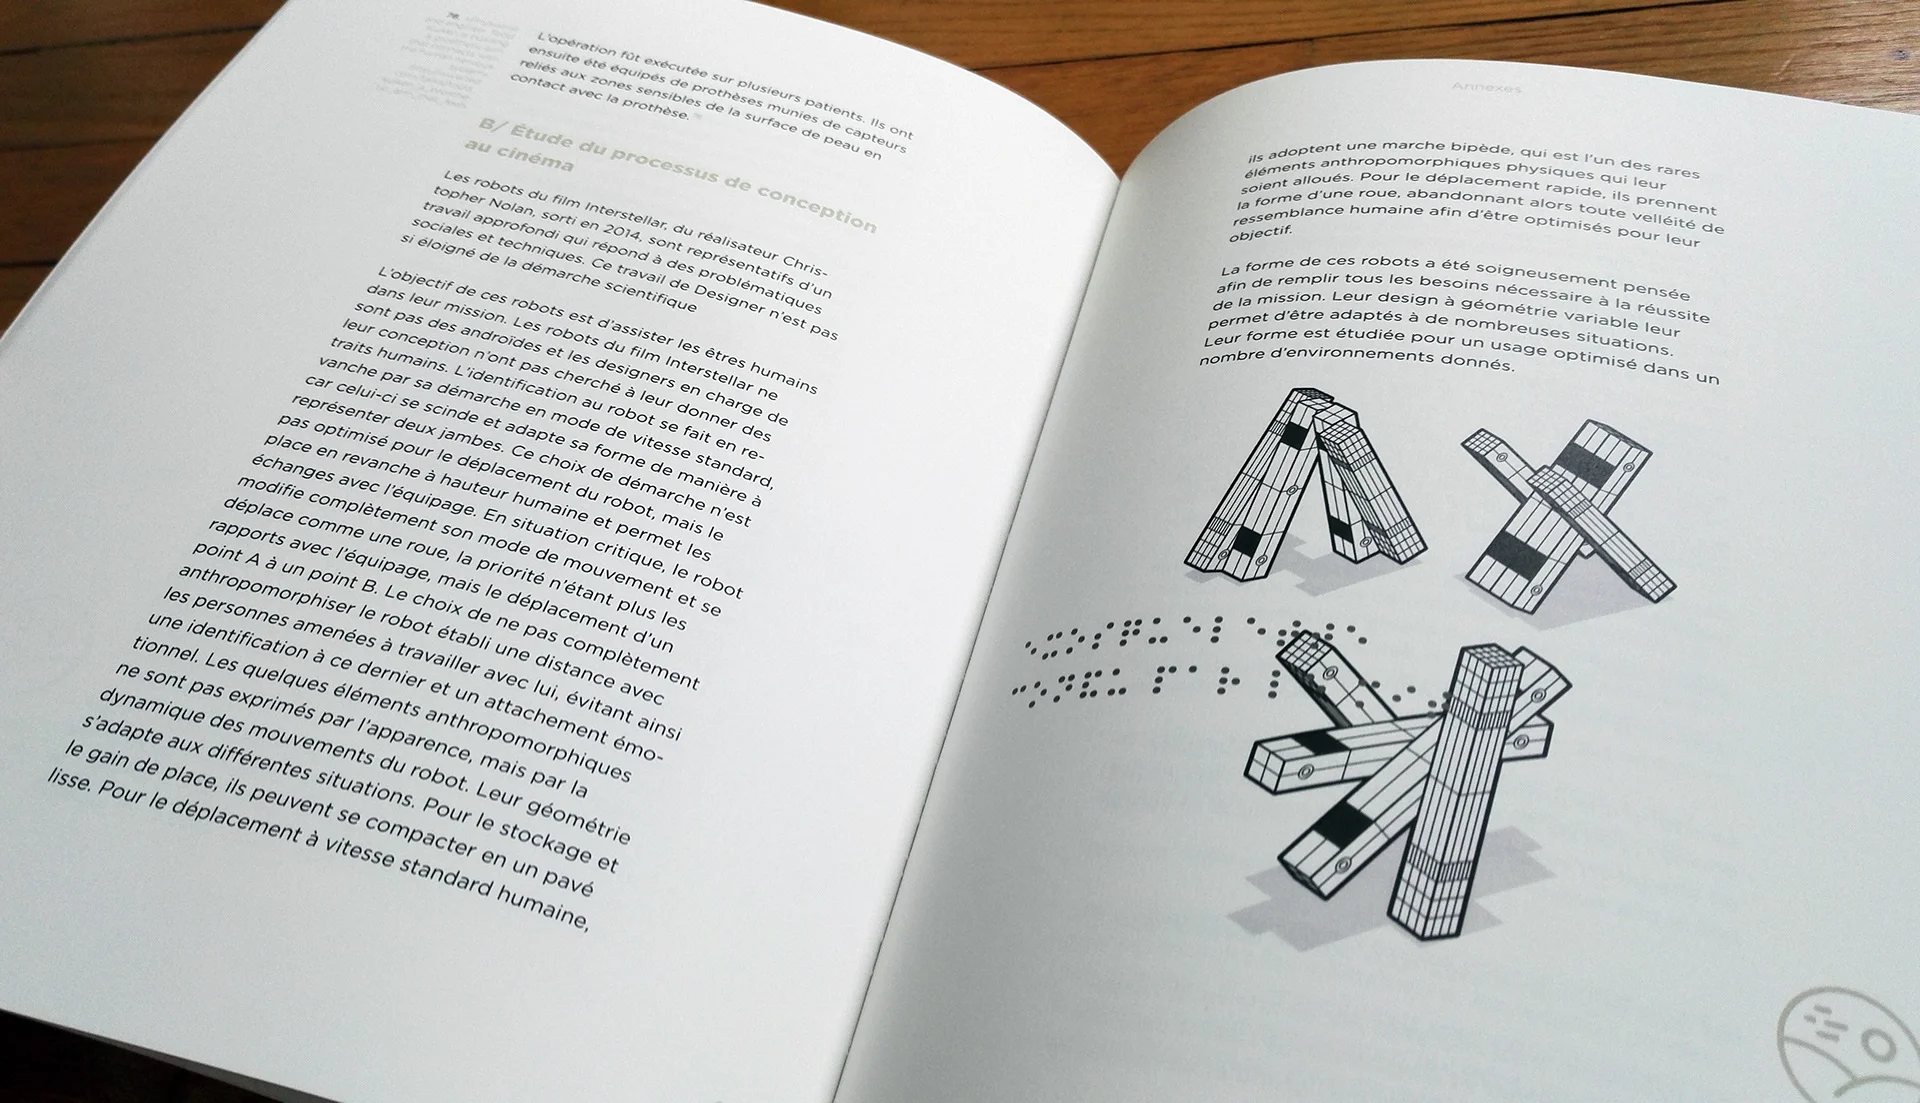 L'opération fût exécutée sur plusieurs patients. Ils ont
ensuite été équipés de prothèses munies de capteurs
reliés aux zones sensibles de la surface de peau en
contact avec la prothèse.
B/ Étude du processus de conception
au cinéma
Les robots du film Interstellar, du réalisateur Chris-
topher Nolan, sorti en 2014, sont représentatifs d'un
travail approfondi qui répond à des problématiques
sociales et techniques. Ce travail de Designer n'est pas
si éloigné de la démarche scientifique
L'objectif de ces robots est d'assister les êtres humains
dans leur mission. Les robots du film Interstellar ne
sont pas des androïdes et les designers en charge de
leur conception n'ont pas cherché à leur donner des
traits humains. L'identification au robot se fait en re-
vanche par sa démarche en mode de vitesse standard,
car celui-ci se scinde et adapte sa forme de manière à
représenter deux jambes. Ce choix de démarche n'est
pas optimisé pour le déplacement du robot, mais le
place en revanche à hauteur humaine et permet les
échanges avec l'équipage. En situation critique, le robot
modifie complètement son mode de mouvement et se
déplace comme une roue, la priorité n'étant plus les
rapports avec l'équipage, mais le déplacement d'un
point A à un point B. Le choix de ne pas complètement
anthropomorphiser le robot établi une distance avec
les personnes amenées à travailler avec lui, évitant ainsi
une identification à ce dernier et un attachement émo-
tionnel. Les quelques éléments anthropomorphiques
ne sont pas exprimés par l'apparence, mais par la
dynamique des mouvements du robot. Leur géométrie
s'adapte aux différentes situations. Pour le stockage et
le gain de place, ils peuvent se compacter en un pavé
lisse. Pour le déplacement à vitesse standard humaine,
Annexes
ils adoptent une marche bipède, qui est l'un des rares
éléments anthropomorphiques physiques qui leur
soient alloués. Pour le déplacement rapide, ils prennent
la forme d'une roue, abandonnant alors toute velléité de
ressemblance humaine afin d'être optimisés pour leur
objectif.
La forme de ces robots a été soigneusement pensée
afin de remplir tous les besoins nécessaire à la réussite
de la mission. Leur design à géométrie variable leur
permet d'être adaptés à de nombreuses situations.
Leur forme est étudiée pour un usage optimisé dans un
nombre d'environnements donnés.